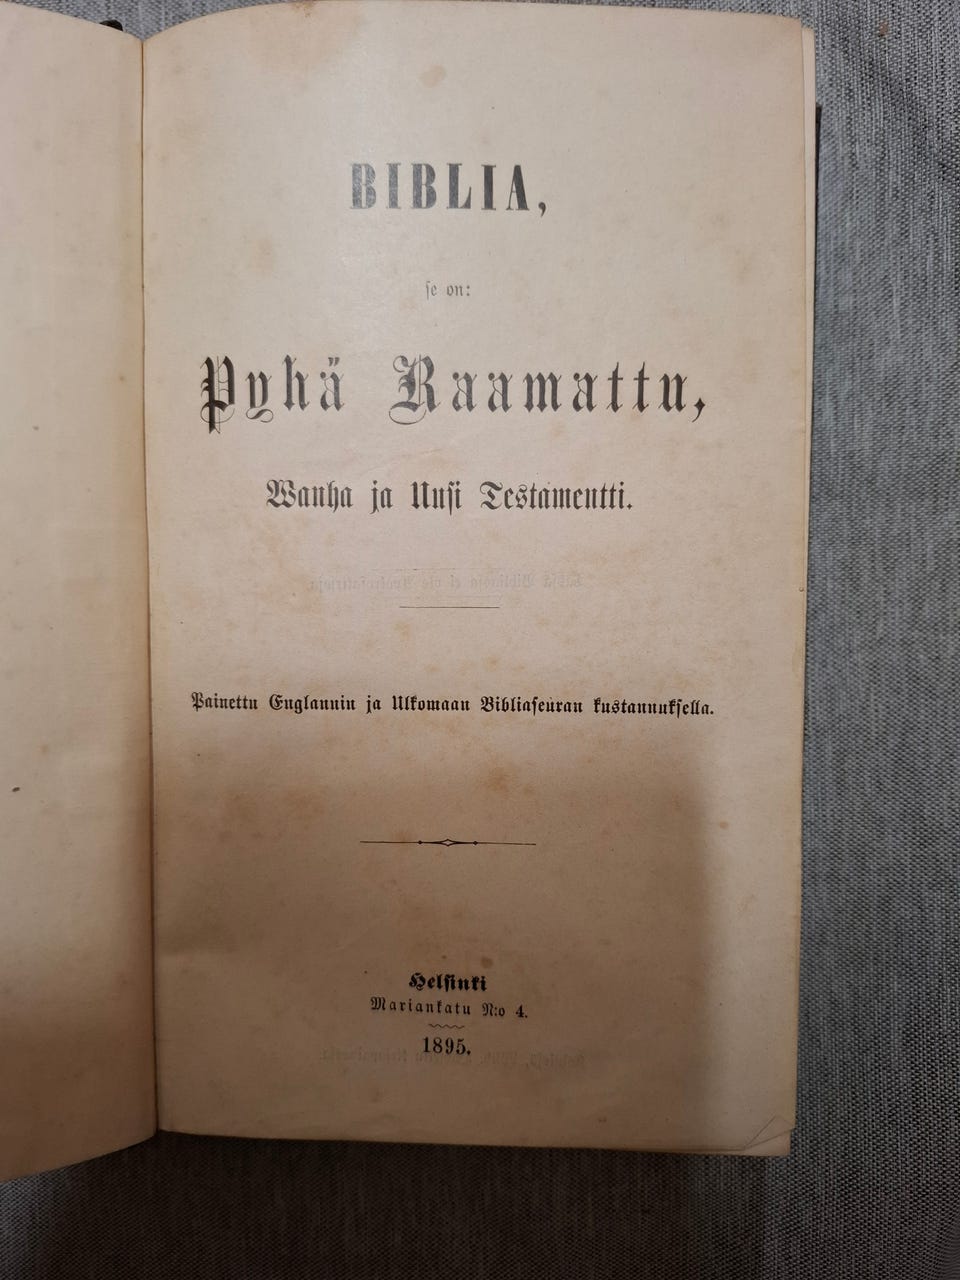 BIBLIA,
se on:
Pyhä Raamattu,
Wanha ja Uusi Testamentti.
Painettu Englannin ja Ulkomaan Bibliaseuran kustannuksella.
Helsinki
Mariankatu N:o 4.
1895.